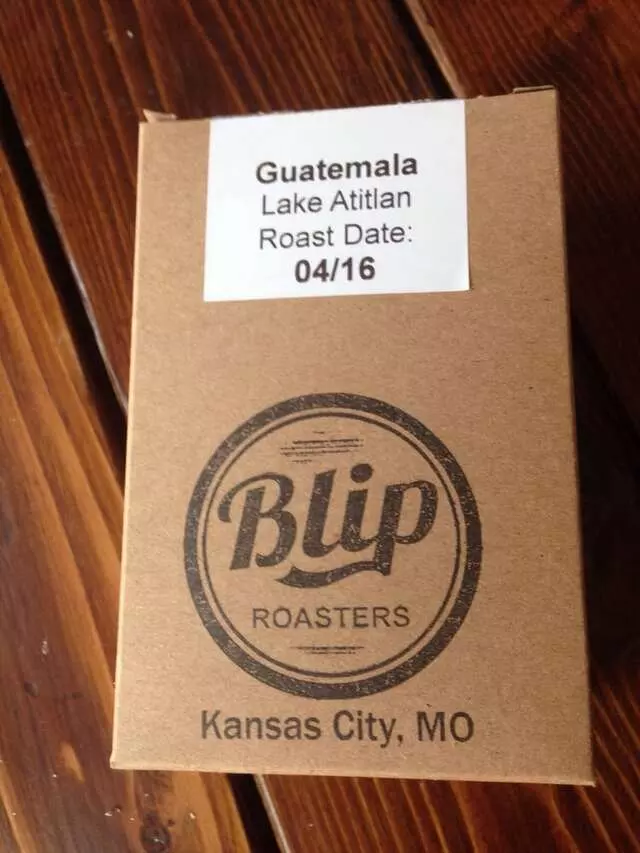 Guatemala
Lake Atitlan
Roast Date:
04/16
Blip
ROASTERS
Kansas City, MO